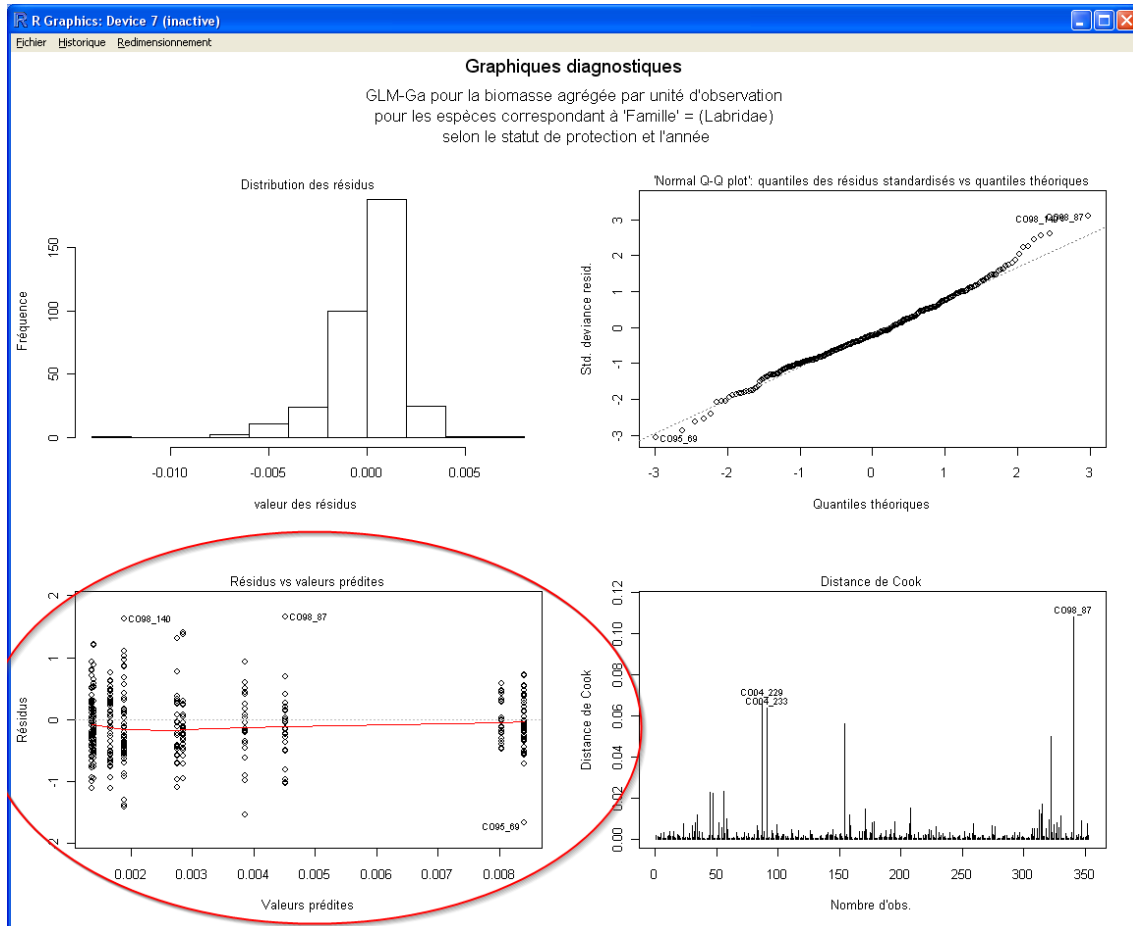 R Graphics: Device 7 (inactive)
Fichier Historique Redimensionnement
Graphiques diagnostiques
GLM-Ga pour la biomasse agrégée par unité d'observation
pour les espèces correspondant à 'Famille' = (Labridae)
selon le statut de protection et l'année
Distribution des résidus
Fréquence
0 50 100 150
-0.010 -0.005 0.000 0.005
valeur des résidus
'Normal Q-Q plot': quantiles des résidus standardisés vs quantiles théoriques
Std. deviance resid.
-3 -2 -1 0 1 2 3
CO98_140 CO98_87
CO95_69
-3 -2 -1 0 1 2 3
Quantiles théoriques
Résidus vs valeurs prédites
Résidus
-2 -1 0 1 2
CO98_140
CO98_87
CO95_69
0.002 0.003 0.004 0.005 0.006 0.007 0.008
Valeurs prédites
Distance de Cook
Distance de Cook
0.00 0.02 0.04 0.06 0.08 0.10 0.12
CO98_87
CO04_229
CO04_233
0 50 100 150 200 250 300 350
Nombre d'obs.